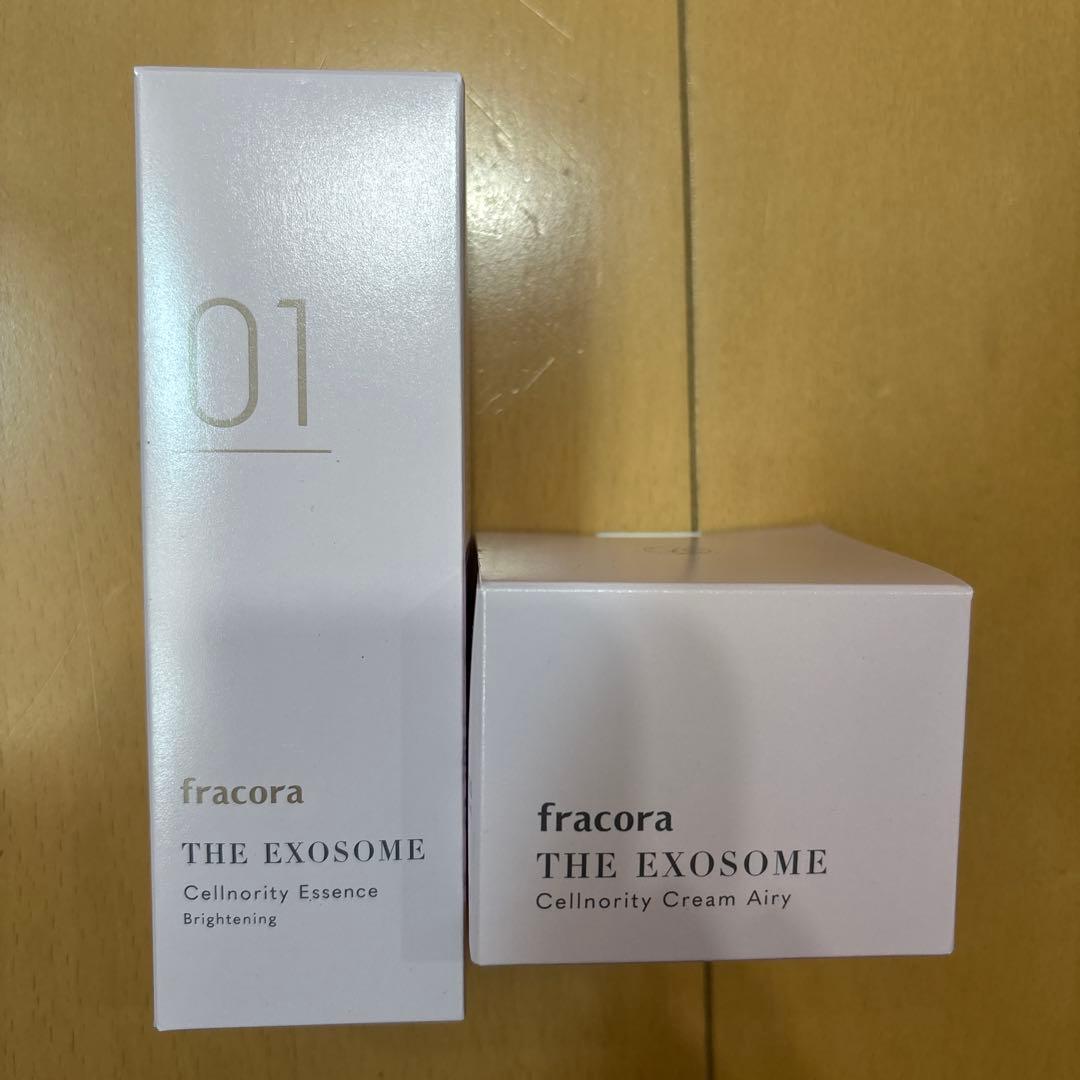 01
fracora
THE EXOSOME
Cellnority Essence
Brightening
fracora
THE EXOSOME
Cellnority Cream Airy